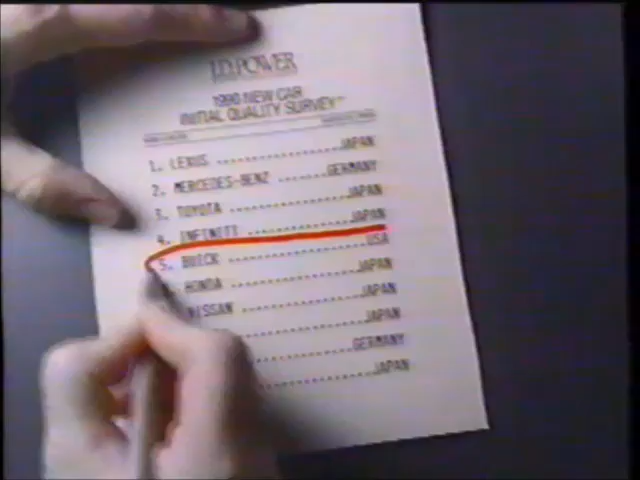 J.D.POWER
1990 NEW CAR
INITIAL QUALITY SURVEY™
1. LEXUS .................. JAPAN
2. MERCEDES-BENZ ....... GERMANY
3. TOYOTA ................. JAPAN
4. INFINITI ............... JAPAN
5. BUICK .................... USA
HONDA .................. JAPAN
NISSAN ................. JAPAN
JAPAN
GERMANY
JAPAN